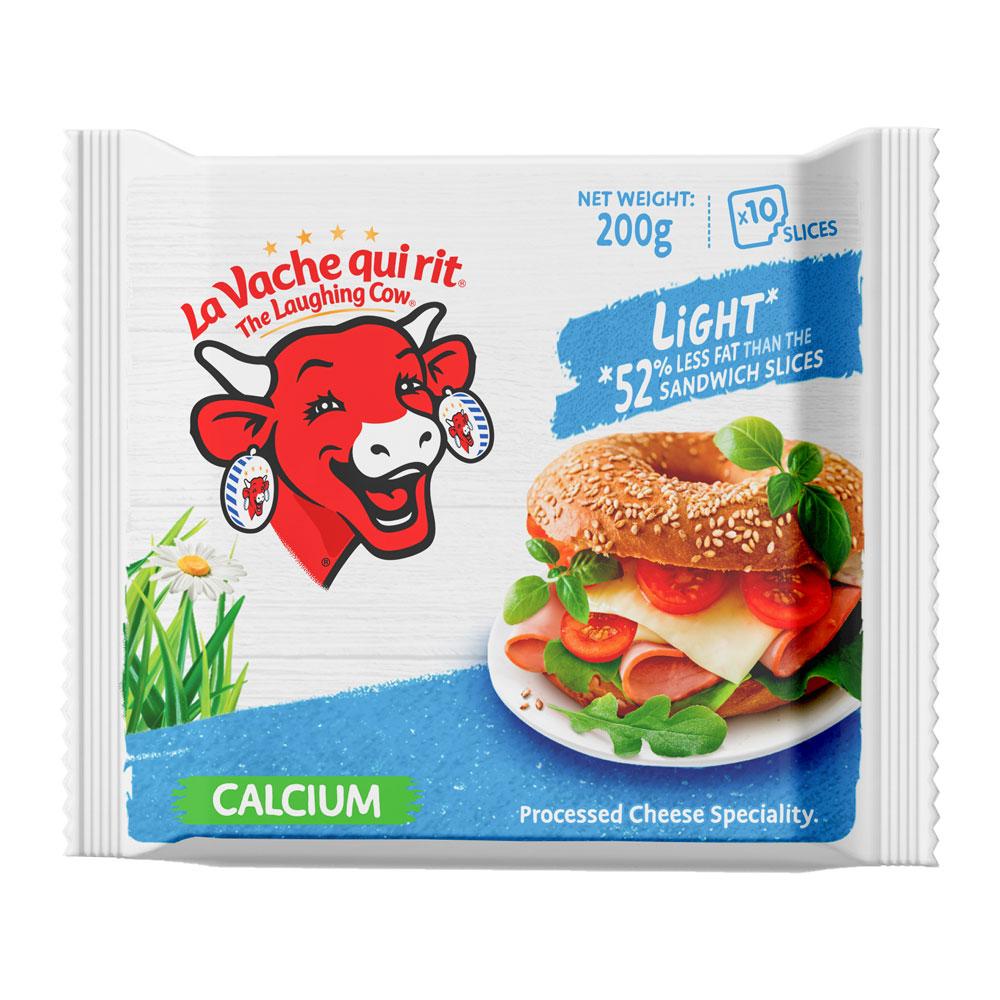 NET WEIGHT:
200g
x10
SLICES
La Vache qui rit®
The Laughing Cow®
LiGHT*
*52% LESS FAT THAN THE
SANDWICH SLICES
®
CALCIUM
Processed Cheese Speciality.